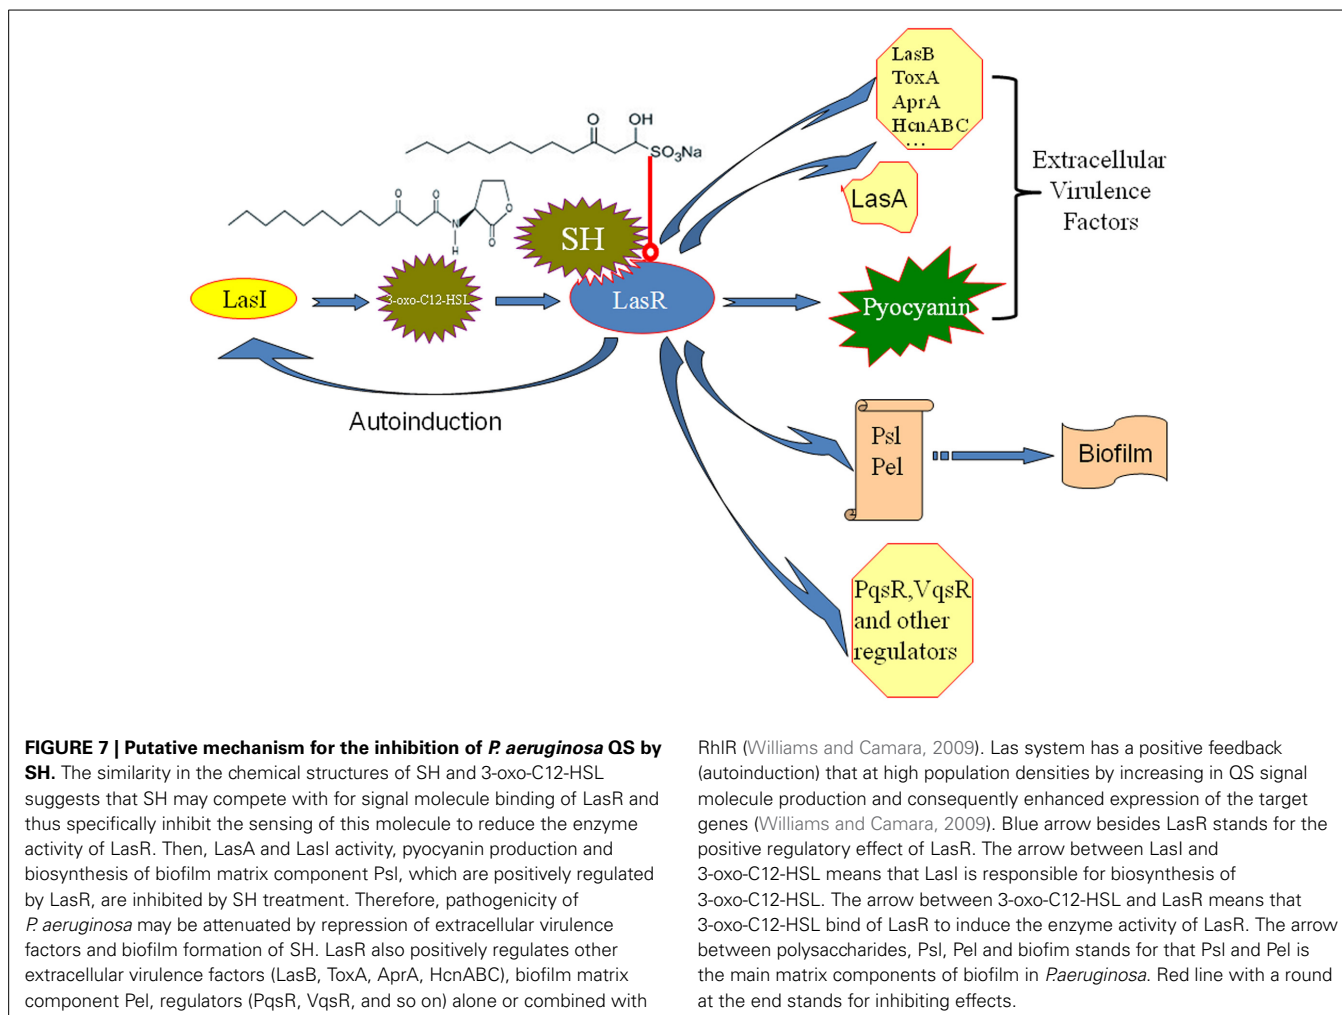 LasB
ToxA
AprA
HcnABC
...
OH
O
SO₃Na
Extracellular
Virulence
Factors
LasA
O
O
O
N
H
O
SH
LasI
3-oxo-C12-HSL
LasR
Pyocyanin
Autoinduction
Psl
Pel
Biofilm
PqsR,VqsR
and other
regulators
FIGURE 7 | Putative mechanism for the inhibition of P. aeruginosa QS by
SH. The similarity in the chemical structures of SH and 3-oxo-C12-HSL
suggests that SH may compete with for signal molecule binding of LasR and
thus specifically inhibit the sensing of this molecule to reduce the enzyme
activity of LasR. Then, LasA and LasI activity, pyocyanin production and
biosynthesis of biofilm matrix component Psl, which are positively regulated
by LasR, are inhibited by SH treatment. Therefore, pathogenicity of
P. aeruginosa may be attenuated by repression of extracellular virulence
factors and biofilm formation of SH. LasR also positively regulates other
extracellular virulence factors (LasB, ToxA, AprA, HcnABC), biofilm matrix
component Pel, regulators (PqsR, VqsR, and so on) alone or combined with
RhlR (Williams and Camara, 2009). Las system has a positive feedback
(autoinduction) that at high population densities by increasing in QS signal
molecule production and consequently enhanced expression of the target
genes (Williams and Camara, 2009). Blue arrow besides LasR stands for the
positive regulatory effect of LasR. The arrow between LasI and
3-oxo-C12-HSL means that LasI is responsible for biosynthesis of
3-oxo-C12-HSL. The arrow between 3-oxo-C12-HSL and LasR means that
3-oxo-C12-HSL bind of LasR to induce the enzyme activity of LasR. The arrow
between polysaccharides, Psl, Pel and biofim stands for that Psl and Pel is
the main matrix components of biofilm in P.aeruginosa. Red line with a round
at the end stands for inhibiting effects.